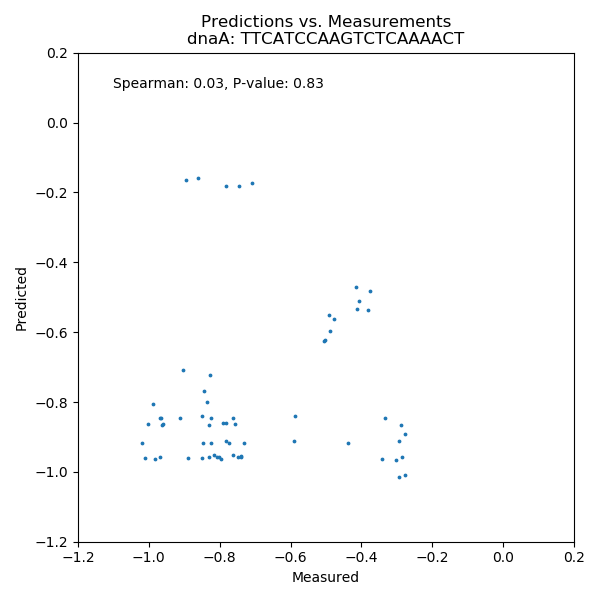 Predictions vs. Measurements
dnaA: TTCATCCAAGTCTCAAAACT
Spearman: 0.03, P-value: 0.83
0.2
0.0
−0.2
−0.4
−0.6
−0.8
−1.0
−1.2
Predicted
−1.2 −1.0 −0.8 −0.6 −0.4 −0.2 0.0 0.2
Measured